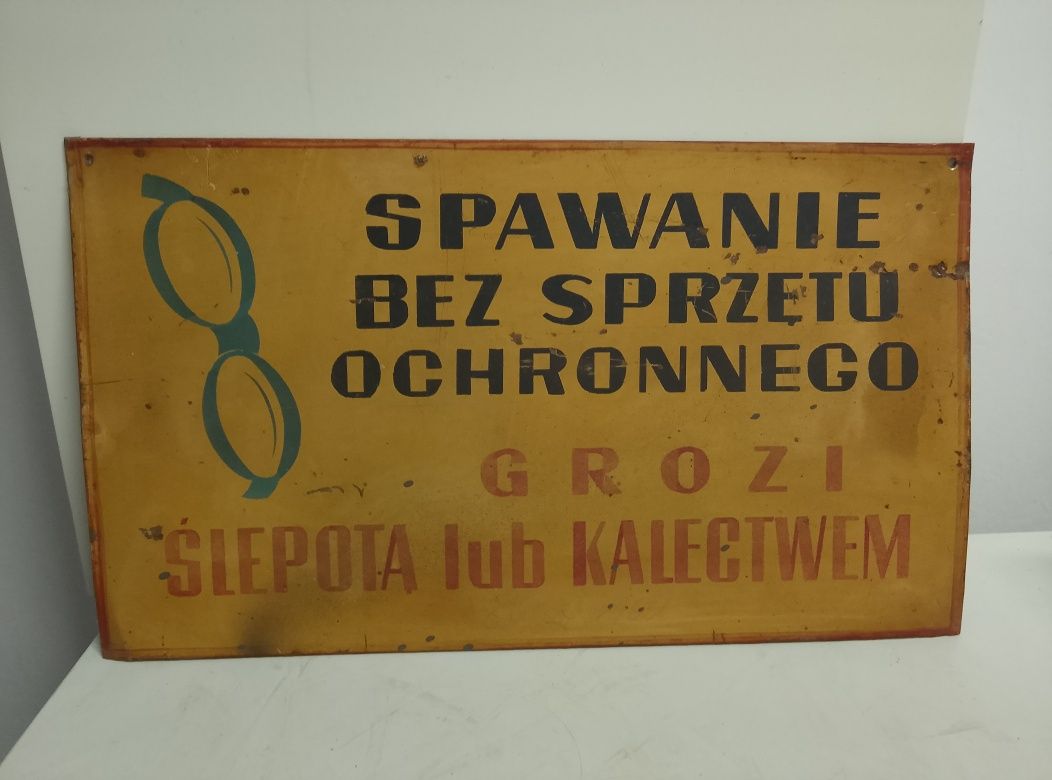 SPAWANIE
BEZ SPRZĘTU
OCHRONNEGO
GROZI
ŚLEPOTĄ lub KALECTWEM